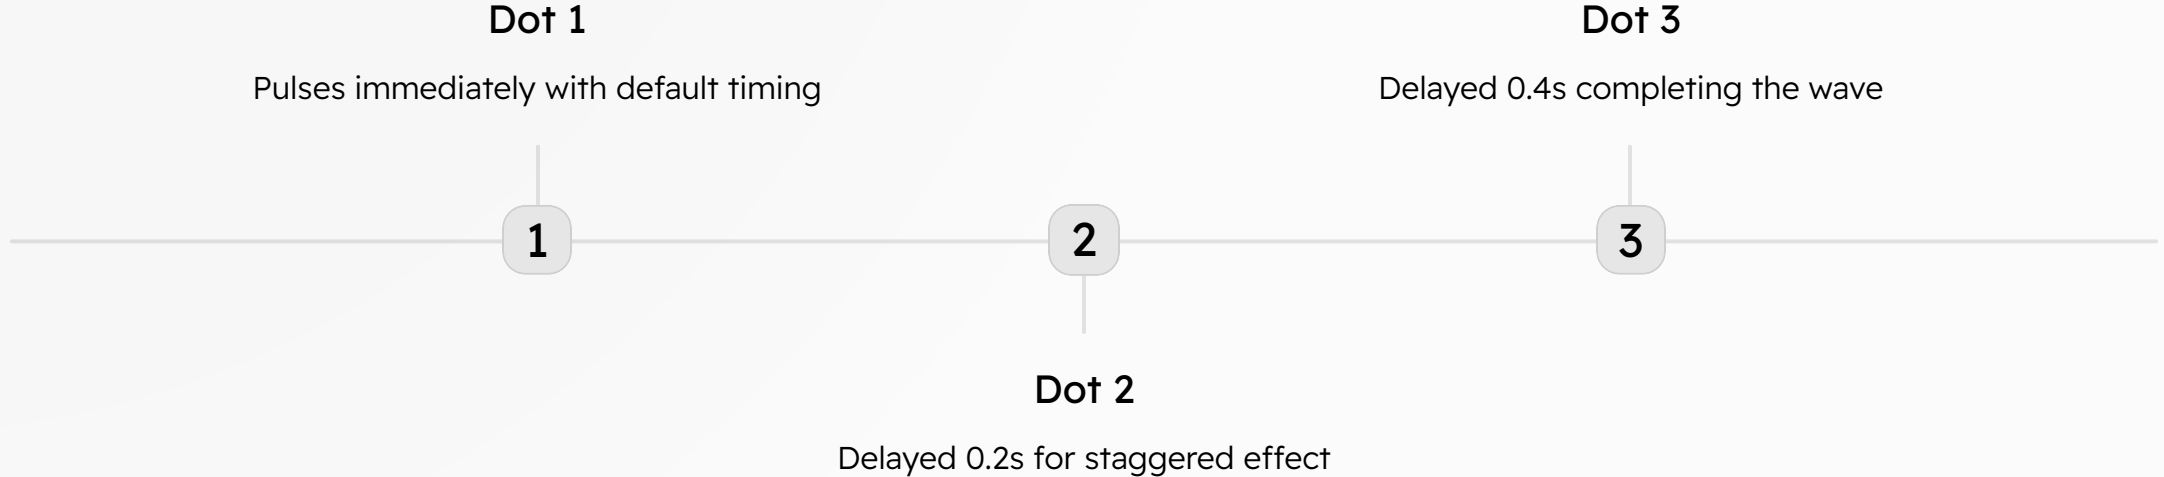 Dot 1
Pulses immediately with default timing
Dot 3
Delayed 0.4s completing the wave
1
2
3
Dot 2
Delayed 0.2s for staggered effect